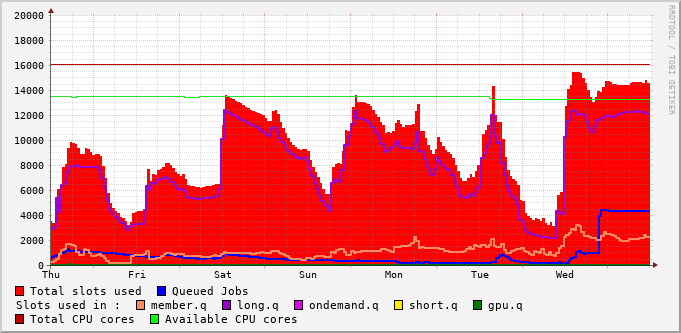 20000
18000
16000
14000
12000
10000
8000
6000
4000
2000
0
Thu Fri Sat Sun Mon Tue Wed
Total slots used Queued Jobs
Slots used in : member.q long.q ondemand.q short.q gpu.q
Total CPU cores Available CPU cores
RRDTOOL / TOBI OETIKER